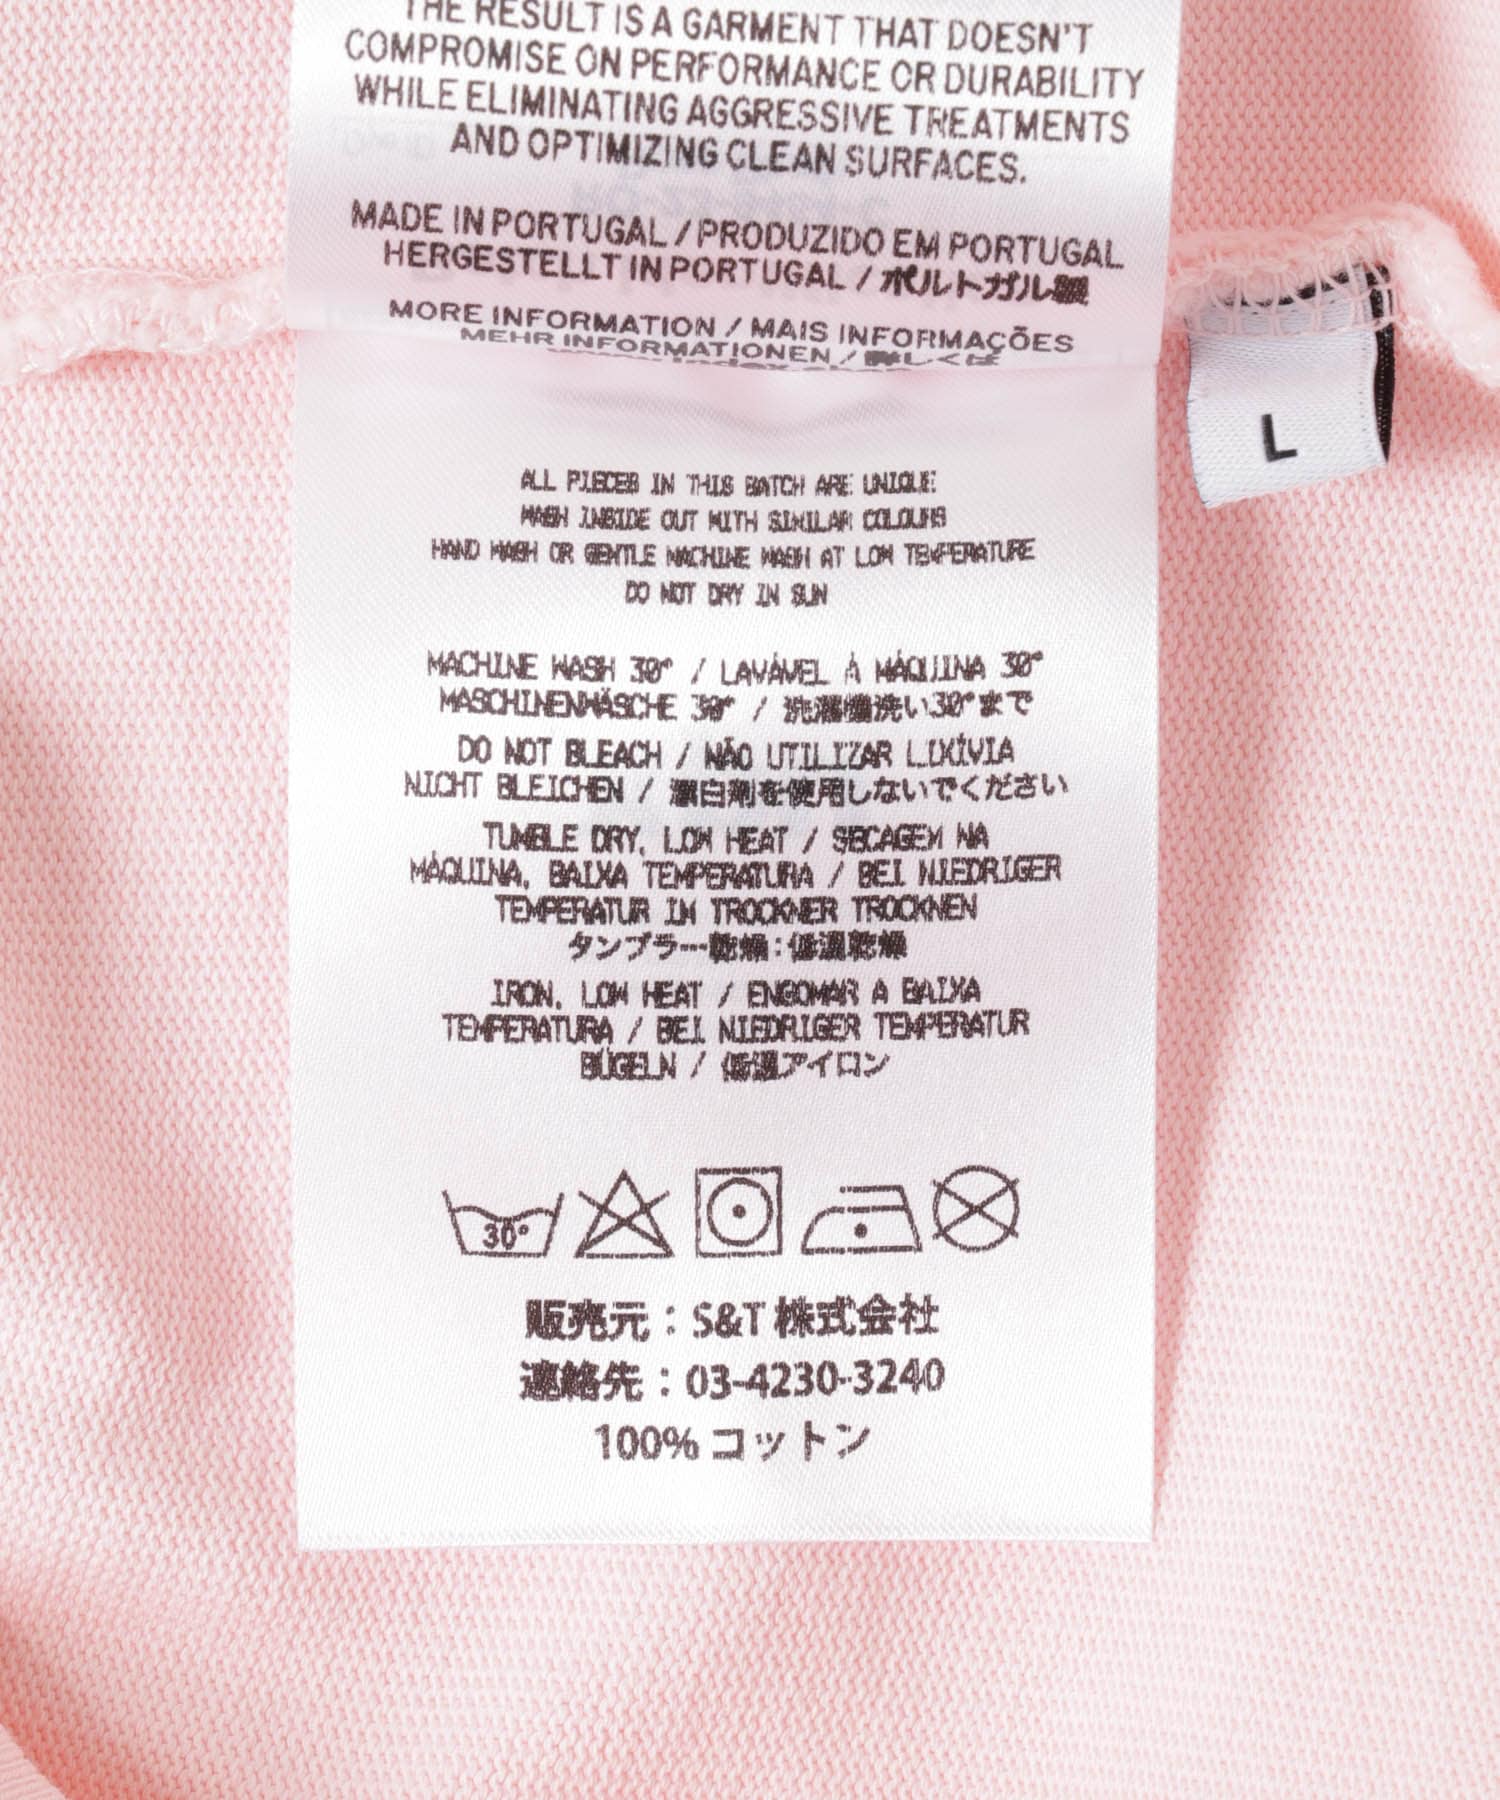 THE RESULT IS A GARMENT THAT DOESN'T
COMPROMISE ON PERFORMANCE OR DURABILITY
WHILE ELIMINATING AGGRESSIVE TREATMENTS
AND OPTIMIZING CLEAN SURFACES.
MADE IN PORTUGAL / PRODUZIDO EM PORTUGAL
HERGESTELLT IN PORTUGAL / ポルトガル製
MORE INFORMATION / MAIS INFORMAÇÕES
MEHR INFORMATIONEN / 詳しくは
L
ALL PIECES IN THIS BATCH ARE UNIQUE
WASH INSIDE OUT WITH SIMILAR COLOURS
HAND WASH OR GENTLE MACHINE WASH AT LOW TEMPERATURE
DO NOT DRY IN SUN
MACHINE WASH 30° / LAVÁVEL À MÁQUINA 30°
MASCHINENWÄSCHE 30° / 洗濯機洗い30°まで
DO NOT BLEACH / NÃO UTILIZAR LIXÍVIA
NICHT BLEICHEN / 漂白剤を使用しないでください
TUMBLE DRY, LOW HEAT / SECAGEM NA
MÁQUINA, BAIXA TEMPERATURA / BEI NIEDRIGER
TEMPERATUR IM TROCKNER TROCKNEN
タンブラー乾燥：低温乾燥
IRON, LOW HEAT / ENGOMAR A BAIXA
TEMPERATURA / BEI NIEDRIGER TEMPERATUR
BÜGELN / 低温アイロン
30°
販売元：S&T 株式会社
連絡先：03-4230-3240
100% コットン